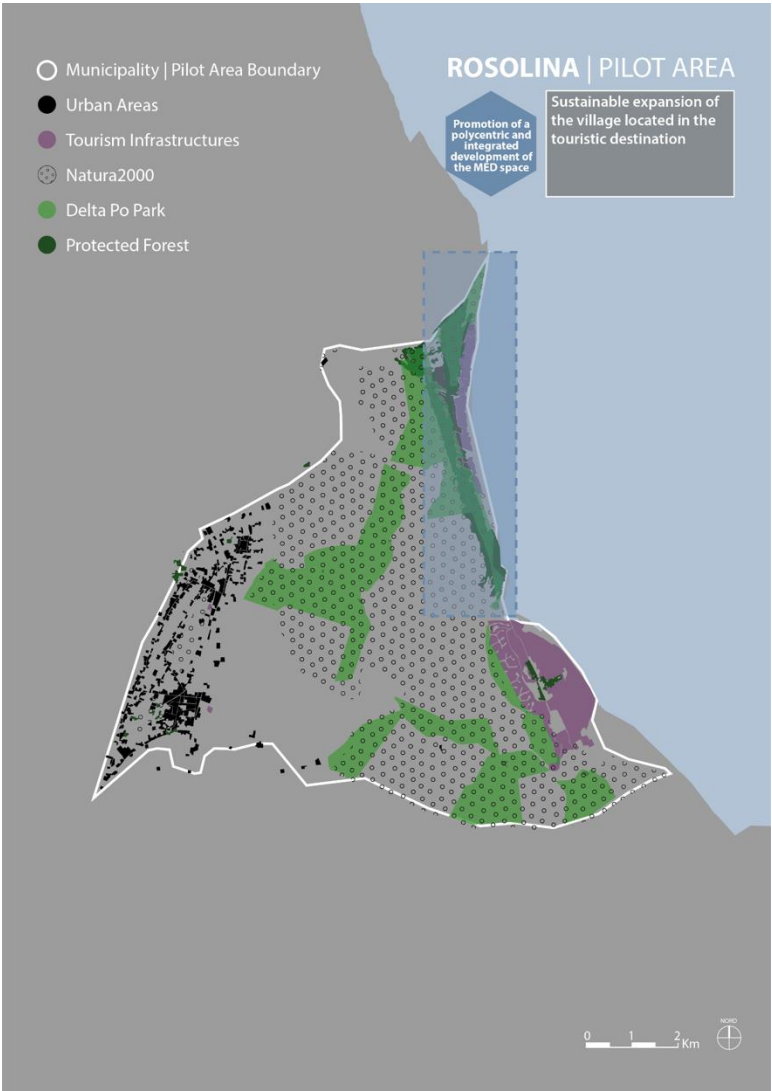 Municipality | Pilot Area Boundary
Urban Areas
Tourism Infrastructures
Natura2000
Delta Po Park
Protected Forest
ROSOLINA | PILOT AREA
Promotion of a
polycentric and
integrated
development of
the MED space
Sustainable expansion of
the village located in the
touristic destination
0 1 2 Km
NORD